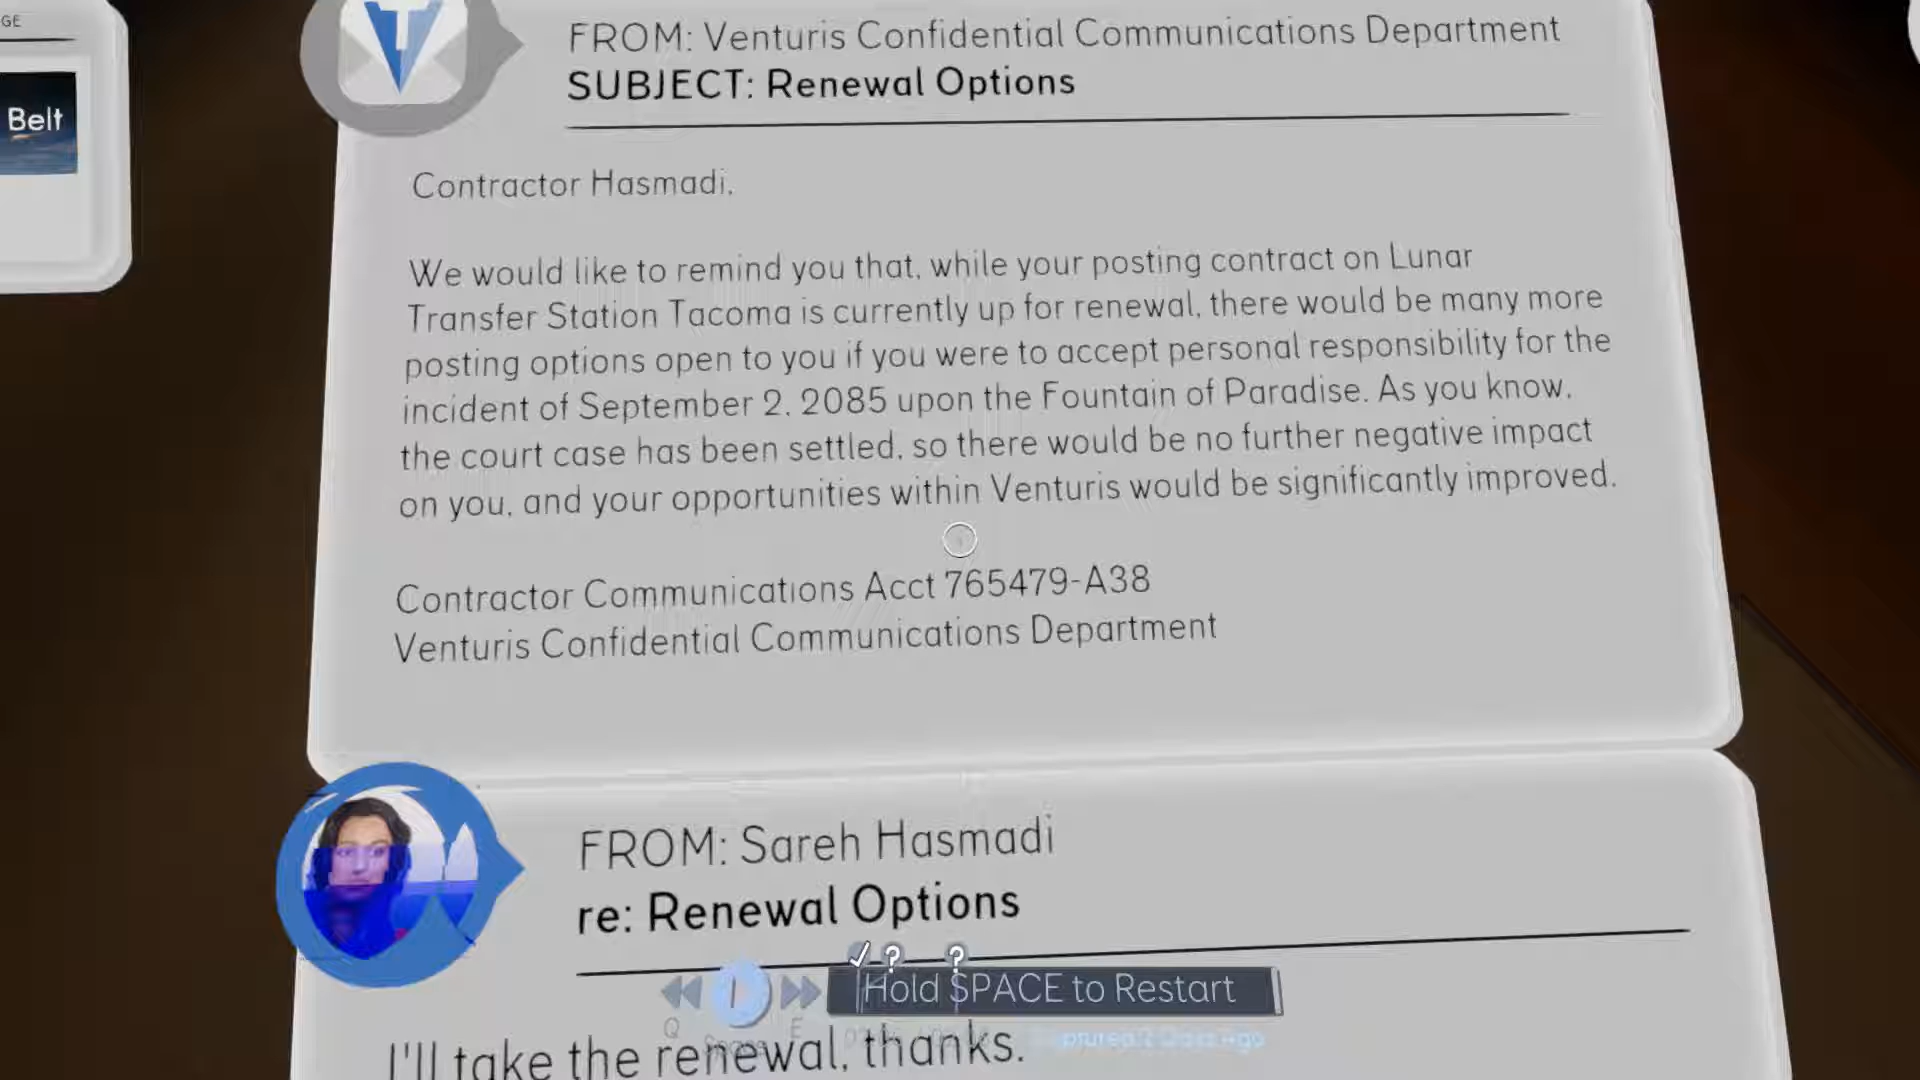 GE
Belt
FROM: Venturis Confidential Communications Department
SUBJECT: Renewal Options
Contractor Hasmadi,
We would like to remind you that, while your posting contract on Lunar
Transfer Station Tacoma is currently up for renewal, there would be many more
posting options open to you if you were to accept personal responsibility for the
incident of September 2, 2085 upon the Fountain of Paradise. As you know,
the court case has been settled, so there would be no further negative impact
on you, and your opportunities within Venturis would be significantly improved.
Contractor Communications Acct 765479-A38
Venturis Confidential Communications Department
FROM: Sareh Hasmadi
re: Renewal Options
? ?
Hold SPACE to Restart
Q E
I'll take the renewal, thanks.